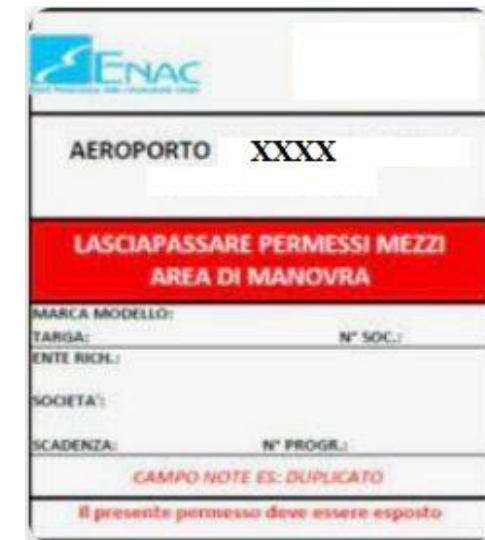 ENAC
AEROPORTO XXXX
LASCIAPASSARE PERMESSI MEZZI
AREA DI MANOVRA
MARCA MODELLO:
TARGA: N° SOC.:
ENTE RICH.:
SOCIETA':
SCADENZA: N° PROGR.:
CAMPO NOTE ES: DUPLICATO
Il presente permesso deve essere esposto